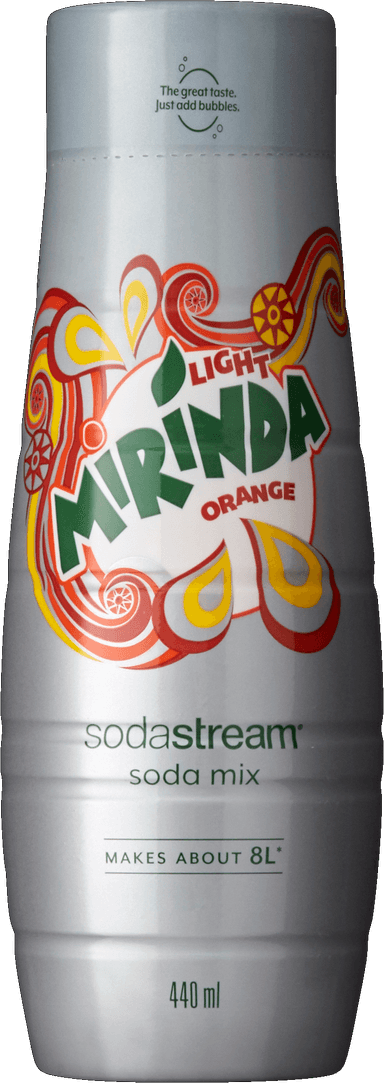 The great taste.
Just add bubbles.
LIGHT
MIRINDA
ORANGE
sodastream®
soda mix
MAKES ABOUT 8L*
440 ml